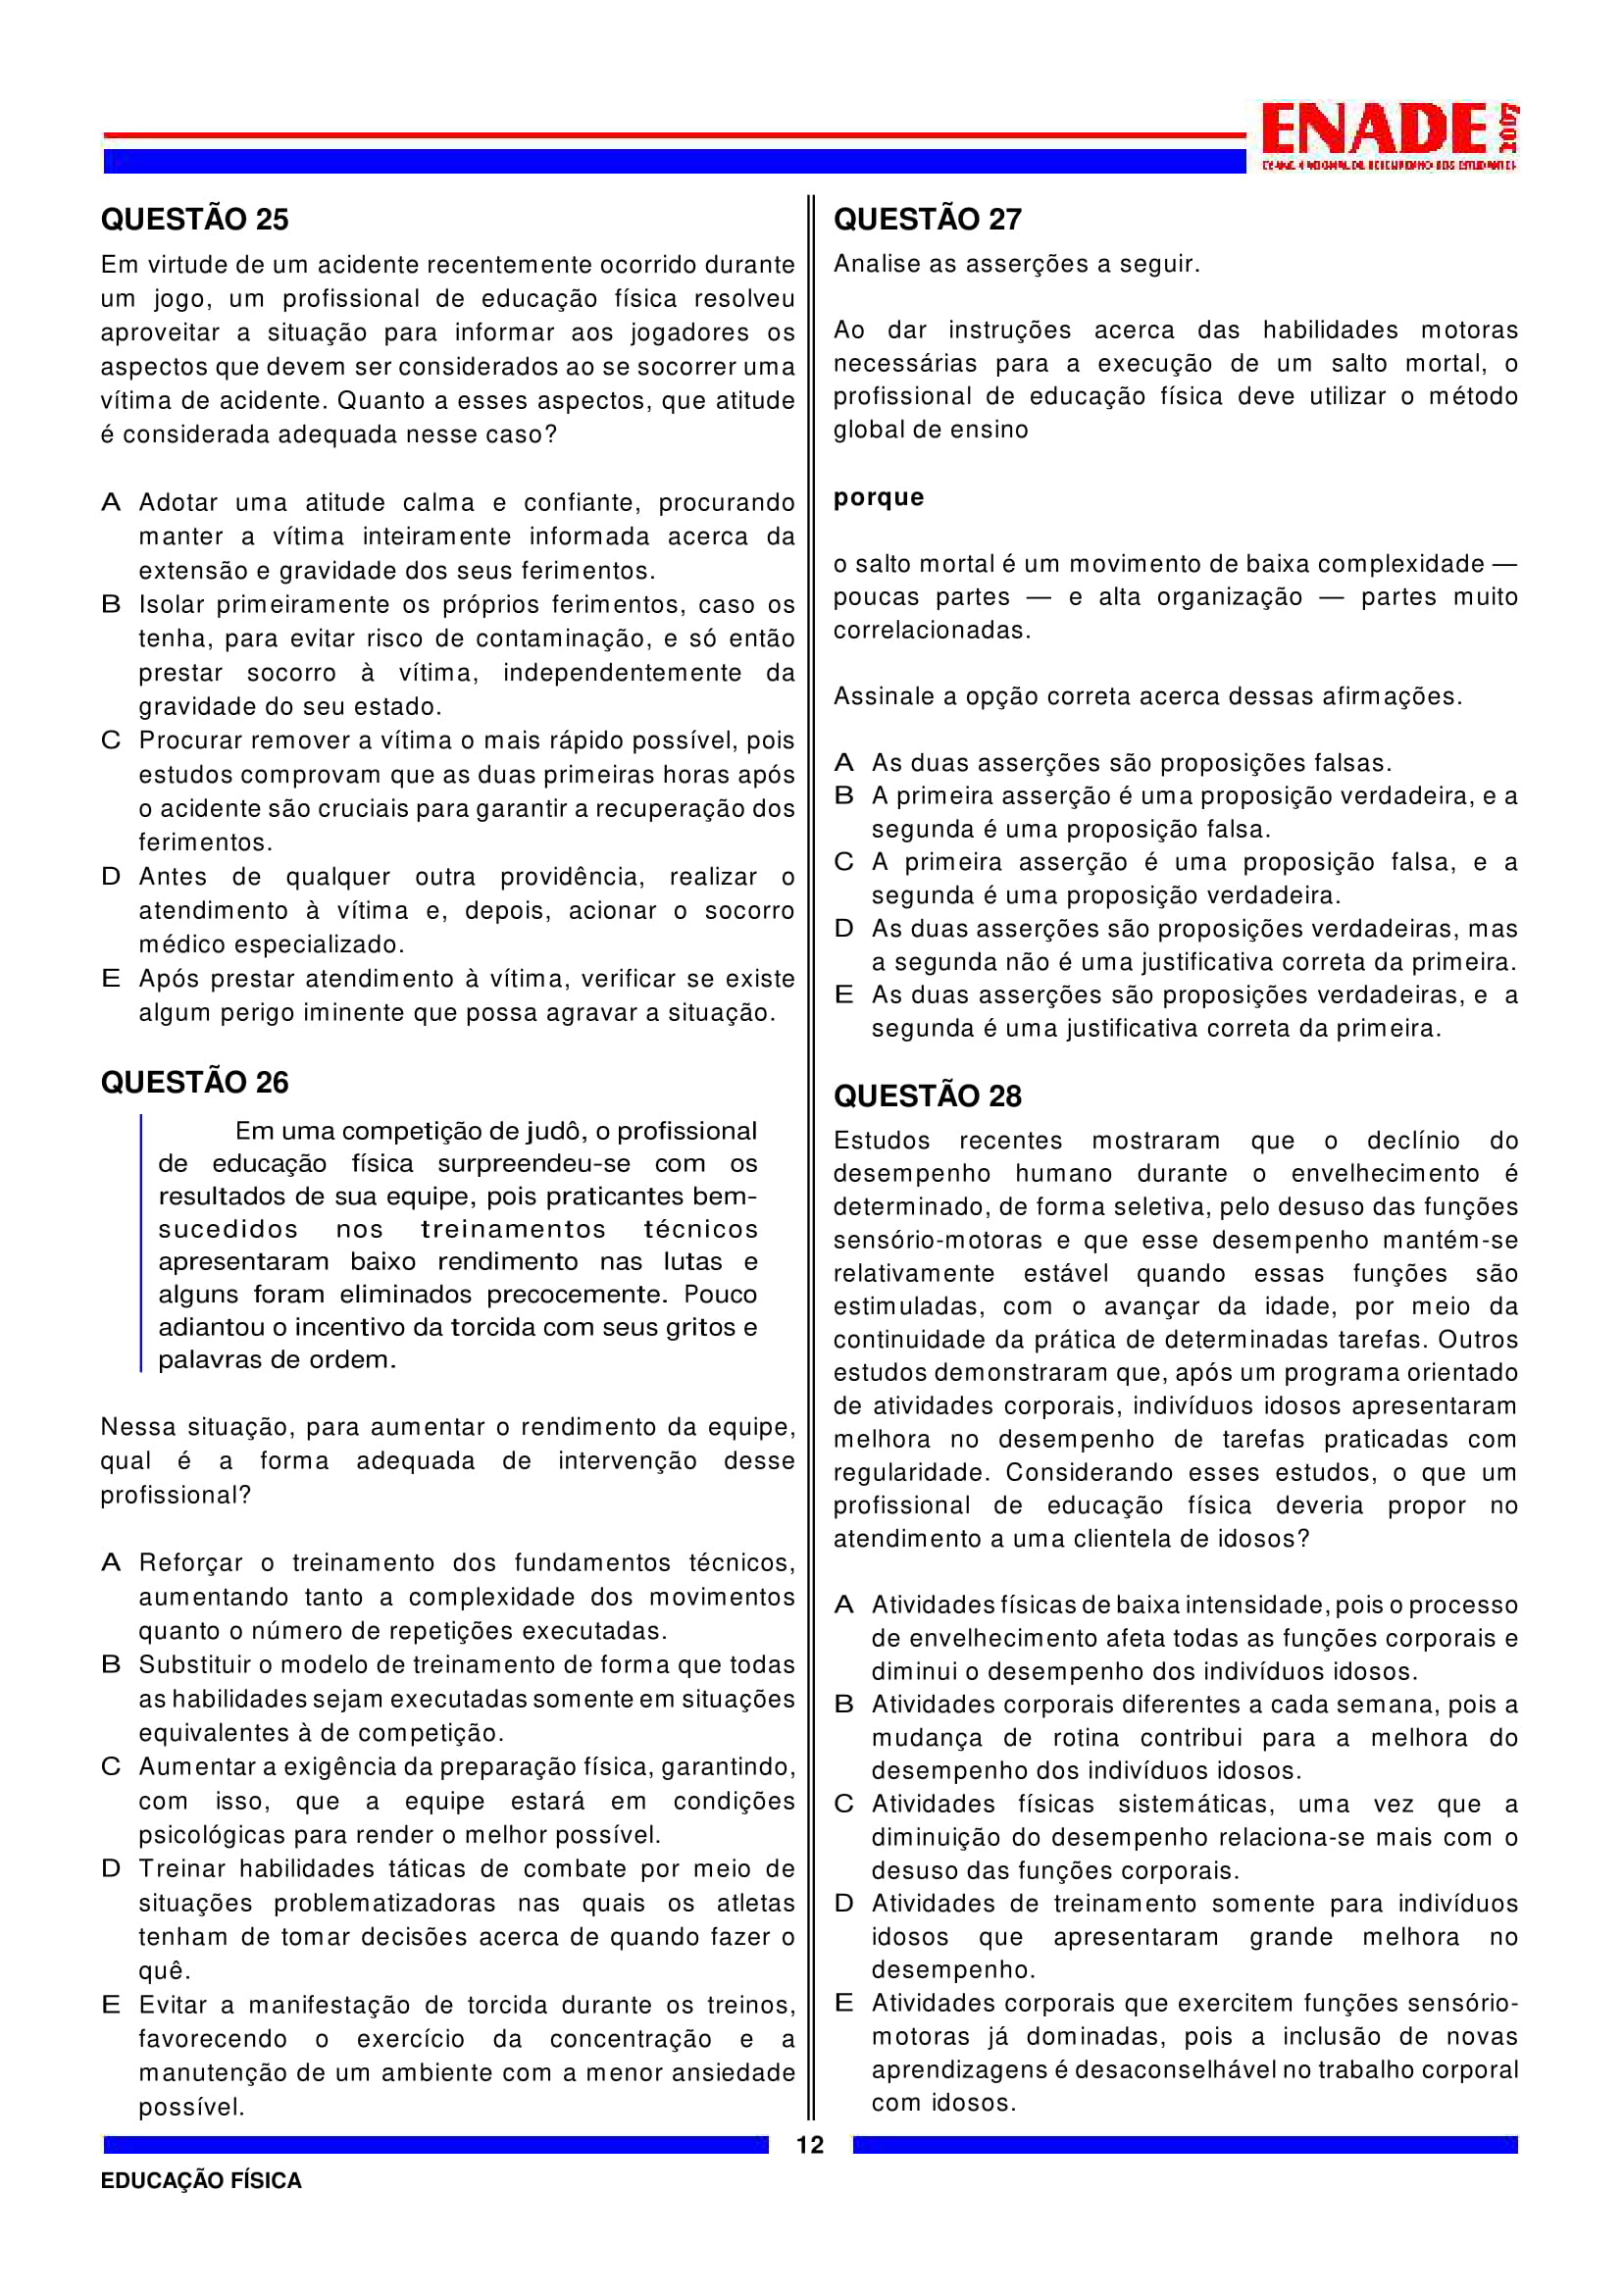 ENADE
QUESTÃO 25
Em virtude de um acidente recentemente ocorrido durante
um jogo, um profissional de educação física resolveu
aproveitar a situação para informar aos jogadores os
aspectos que devem ser considerados ao se socorrer uma
vítima de acidente. Quanto a esses aspectos, que atitude
é considerada adequada nesse caso?
A Adotar uma atitude calma e confiante, procurando
manter a vítima inteiramente informada acerca da
extensão e gravidade dos seus ferimentos.
B Isolar primeiramente os próprios ferimentos, caso os
tenha, para evitar risco de contaminação, e só então
prestar socorro à vítima, independentemente da
gravidade do seu estado.
C Procurar remover a vítima o mais rápido possível, pois
estudos comprovam que as duas primeiras horas após
o acidente são cruciais para garantir a recuperação dos
ferimentos.
D Antes de qualquer outra providência, realizar o
atendimento à vítima e, depois, acionar o socorro
médico especializado.
E Após prestar atendimento à vítima, verificar se existe
algum perigo iminente que possa agravar a situação.
QUESTÃO 26
Em uma competição de judô, o profissional
de educação física surpreendeu-se com os
resultados de sua equipe, pois praticantes bem-
sucedidos nos treinamentos técnicos
apresentaram baixo rendimento nas lutas e
alguns foram eliminados precocemente. Pouco
adiantou o incentivo da torcida com seus gritos e
palavras de ordem.
Nessa situação, para aumentar o rendimento da equipe,
qual é a forma adequada de intervenção desse
profissional?
A Reforçar o treinamento dos fundamentos técnicos,
aumentando tanto a complexidade dos movimentos
quanto o número de repetições executadas.
B Substituir o modelo de treinamento de forma que todas
as habilidades sejam executadas somente em situações
equivalentes à de competição.
C Aumentar a exigência da preparação física, garantindo,
com isso, que a equipe estará em condições
psicológicas para render o melhor possível.
D Treinar habilidades táticas de combate por meio de
situações problematizadoras nas quais os atletas
tenham de tomar decisões acerca de quando fazer o
quê.
E Evitar a manifestação de torcida durante os treinos,
favorecendo o exercício da concentração e a
manutenção de um ambiente com a menor ansiedade
possível.
QUESTÃO 27
Analise as asserções a seguir.
Ao dar instruções acerca das habilidades motoras
necessárias para a execução de um salto mortal, o
profissional de educação física deve utilizar o método
global de ensino
porque
o salto mortal é um movimento de baixa complexidade —
poucas partes — e alta organização — partes muito
correlacionadas.
Assinale a opção correta acerca dessas afirmações.
A As duas asserções são proposições falsas.
B A primeira asserção é uma proposição verdadeira, e a
segunda é uma proposição falsa.
C A primeira asserção é uma proposição falsa, e a
segunda é uma proposição verdadeira.
D As duas asserções são proposições verdadeiras, mas
a segunda não é uma justificativa correta da primeira.
E As duas asserções são proposições verdadeiras, e a
segunda é uma justificativa correta da primeira.
QUESTÃO 28
Estudos recentes mostraram que o declínio do
desempenho humano durante o envelhecimento é
determinado, de forma seletiva, pelo desuso das funções
sensório-motoras e que esse desempenho mantém-se
relativamente estável quando essas funções são
estimuladas, com o avançar da idade, por meio da
continuidade da prática de determinadas tarefas. Outros
estudos demonstraram que, após um programa orientado
de atividades corporais, indivíduos idosos apresentaram
melhora no desempenho de tarefas praticadas com
regularidade. Considerando esses estudos, o que um
profissional de educação física deveria propor no
atendimento a uma clientela de idosos?
A Atividades físicas de baixa intensidade, pois o processo
de envelhecimento afeta todas as funções corporais e
diminui o desempenho dos indivíduos idosos.
B Atividades corporais diferentes a cada semana, pois a
mudança de rotina contribui para a melhora do
desempenho dos indivíduos idosos.
C Atividades físicas sistemáticas, uma vez que a
diminuição do desempenho relaciona-se mais com o
desuso das funções corporais.
D Atividades de treinamento somente para indivíduos
idosos que apresentaram grande melhora no
desempenho.
E Atividades corporais que exercitem funções sensório-
motoras já dominadas, pois a inclusão de novas
aprendizagens é desaconselhável no trabalho corporal
com idosos.
12
EDUCAÇÃO FÍSICA